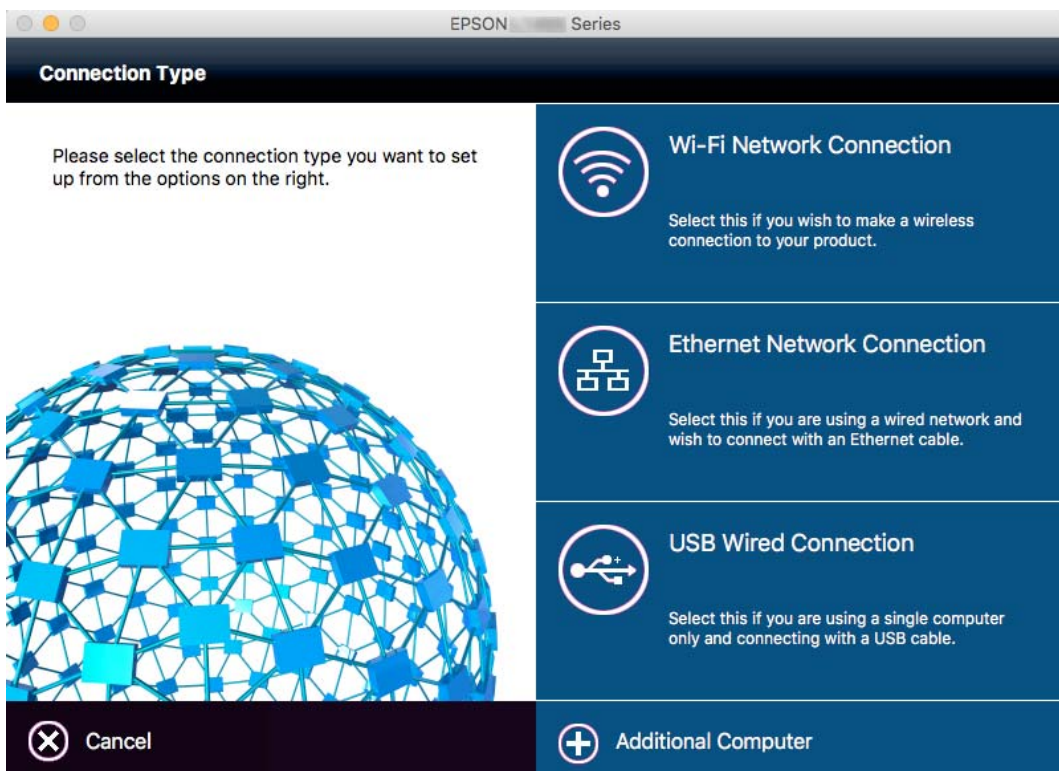 EPSON Series
Connection Type
Please select the connection type you want to set
up from the options on the right.
Wi-Fi Network Connection
Select this if you wish to make a wireless
connection to your product.
Ethernet Network Connection
Select this if you are using a wired network and
wish to connect with an Ethernet cable.
USB Wired Connection
Select this if you are using a single computer
only and connecting with a USB cable.
Cancel
Additional Computer